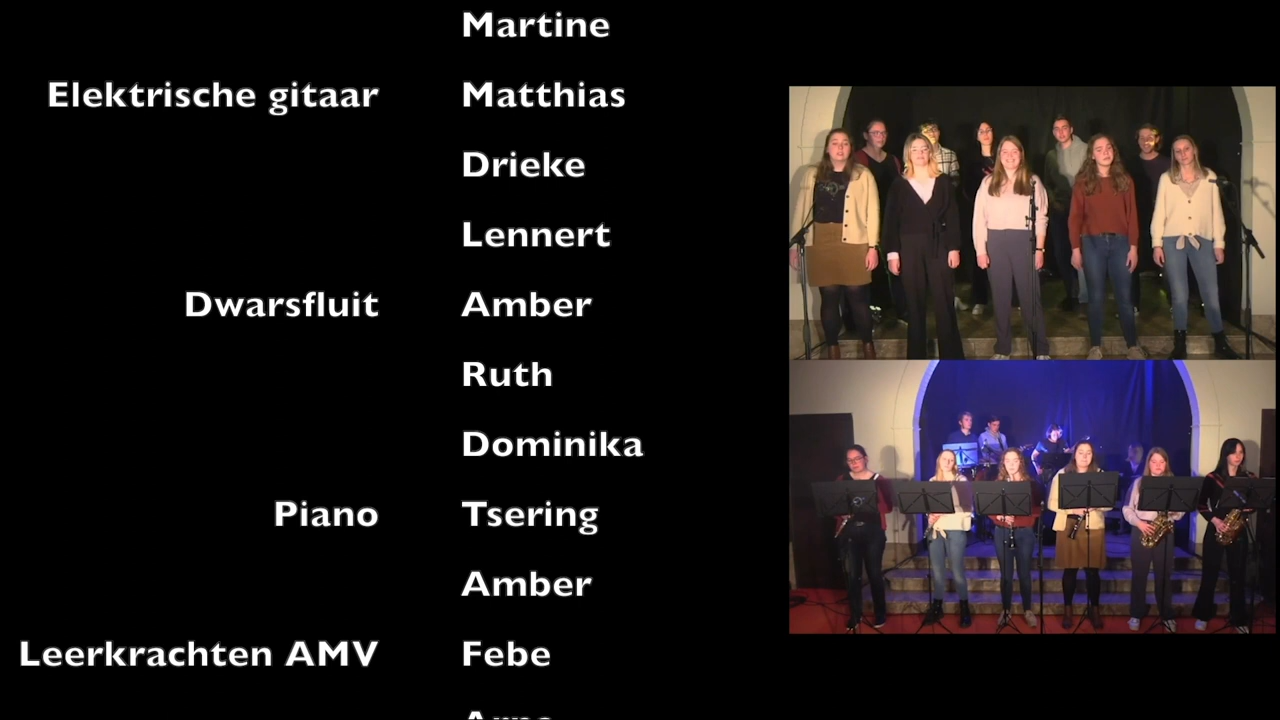 Martine
Elektrische gitaar Matthias
Drieke
Lennert
Dwarsfluit Amber
Ruth
Dominika
Piano Tsering
Amber
Leerkrachten AMV Febe